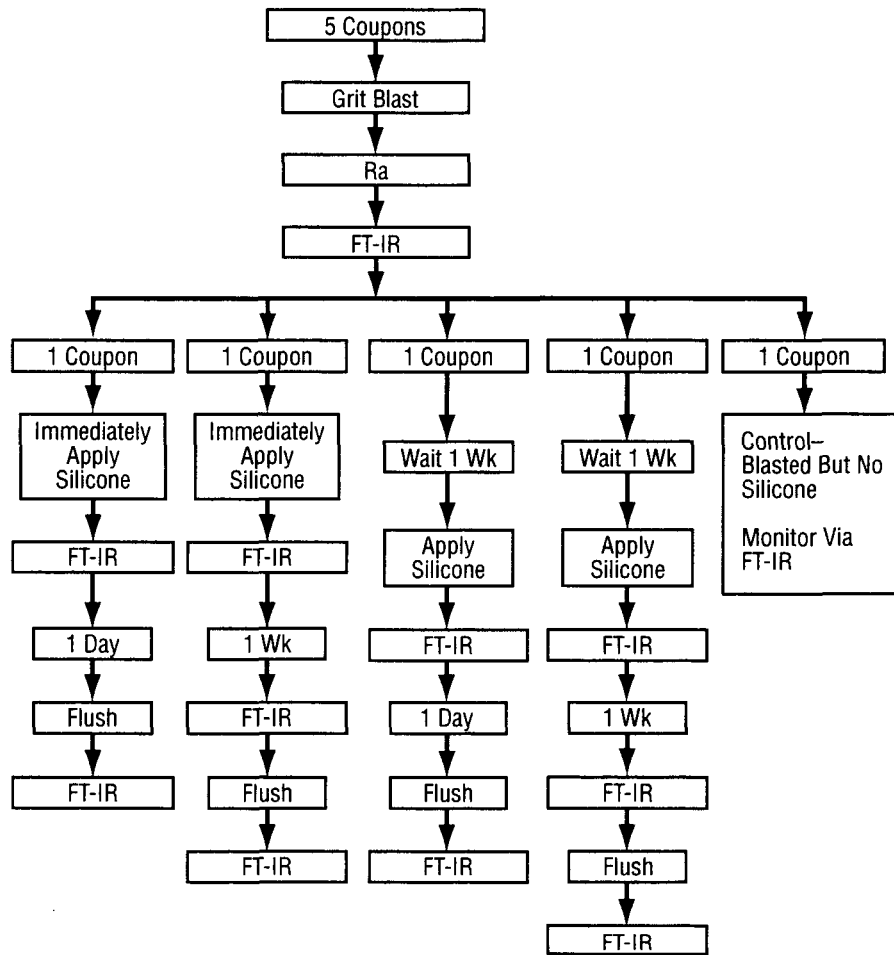 5 Coupons
Grit Blast
Ra
FT-IR
1 Coupon
Immediately
Apply
Silicone
FT-IR
1 Day
Flush
FT-IR
1 Coupon
Immediately
Apply
Silicone
FT-IR
1 Wk
FT-IR
Flush
FT-IR
1 Coupon
Wait 1 Wk
Apply
Silicone
FT-IR
1 Day
Flush
FT-IR
1 Coupon
Wait 1 Wk
Apply
Silicone
FT-IR
1 Wk
FT-IR
Flush
FT-IR
1 Coupon
Control–
Blasted But No
Silicone
Monitor Via
FT-IR